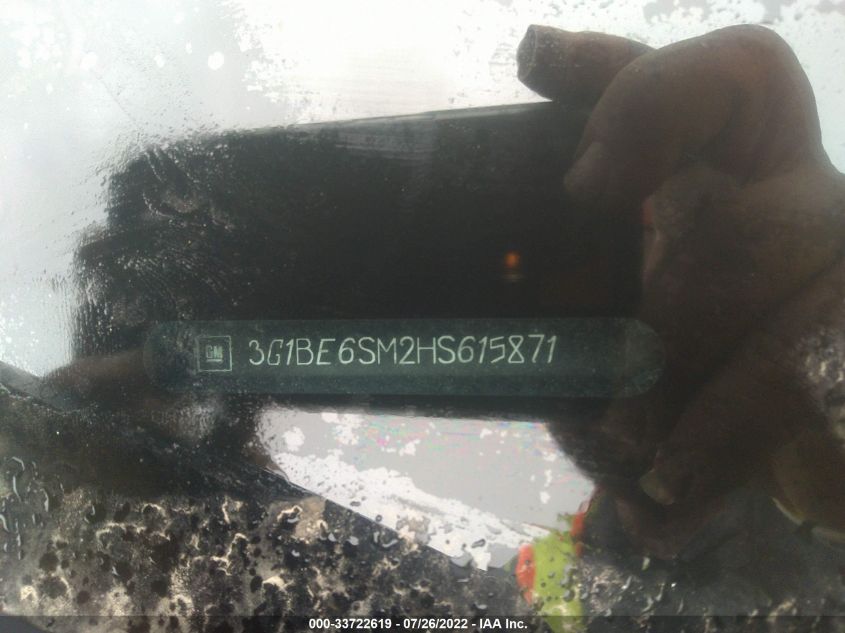 GM 3G1BE6SM2HS615871
000-33722619 - 07/26/2022 - IAA Inc.